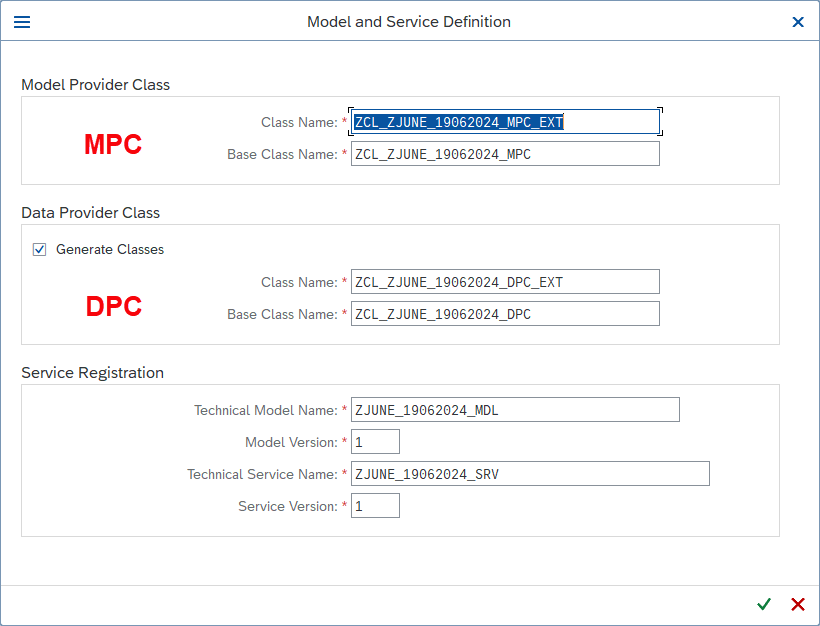 Model and Service Definition
Model Provider Class
MPC
Class Name: * ZCL_ZJUNE_19062024_MPC_EXT
Base Class Name: * ZCL_ZJUNE_19062024_MPC
Data Provider Class
Generate Classes
DPC
Class Name: * ZCL_ZJUNE_19062024_DPC_EXT
Base Class Name: * ZCL_ZJUNE_19062024_DPC
Service Registration
Technical Model Name: * ZJUNE_19062024_MDL
Model Version: * 1
Technical Service Name: * ZJUNE_19062024_SRV
Service Version: * 1